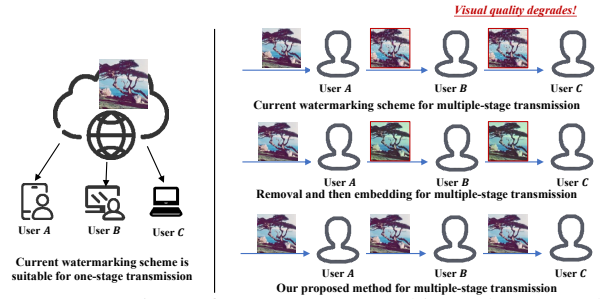 Visual quality degrades!
User A
User B
User C
Current watermarking scheme for multiple-stage transmission
User A
User B
User C
Removal and then embedding for multiple-stage transmission
User A
User B
User C
Current watermarking scheme is
suitable for one-stage transmission
User A
User B
User C
Our proposed method for multiple-stage transmission